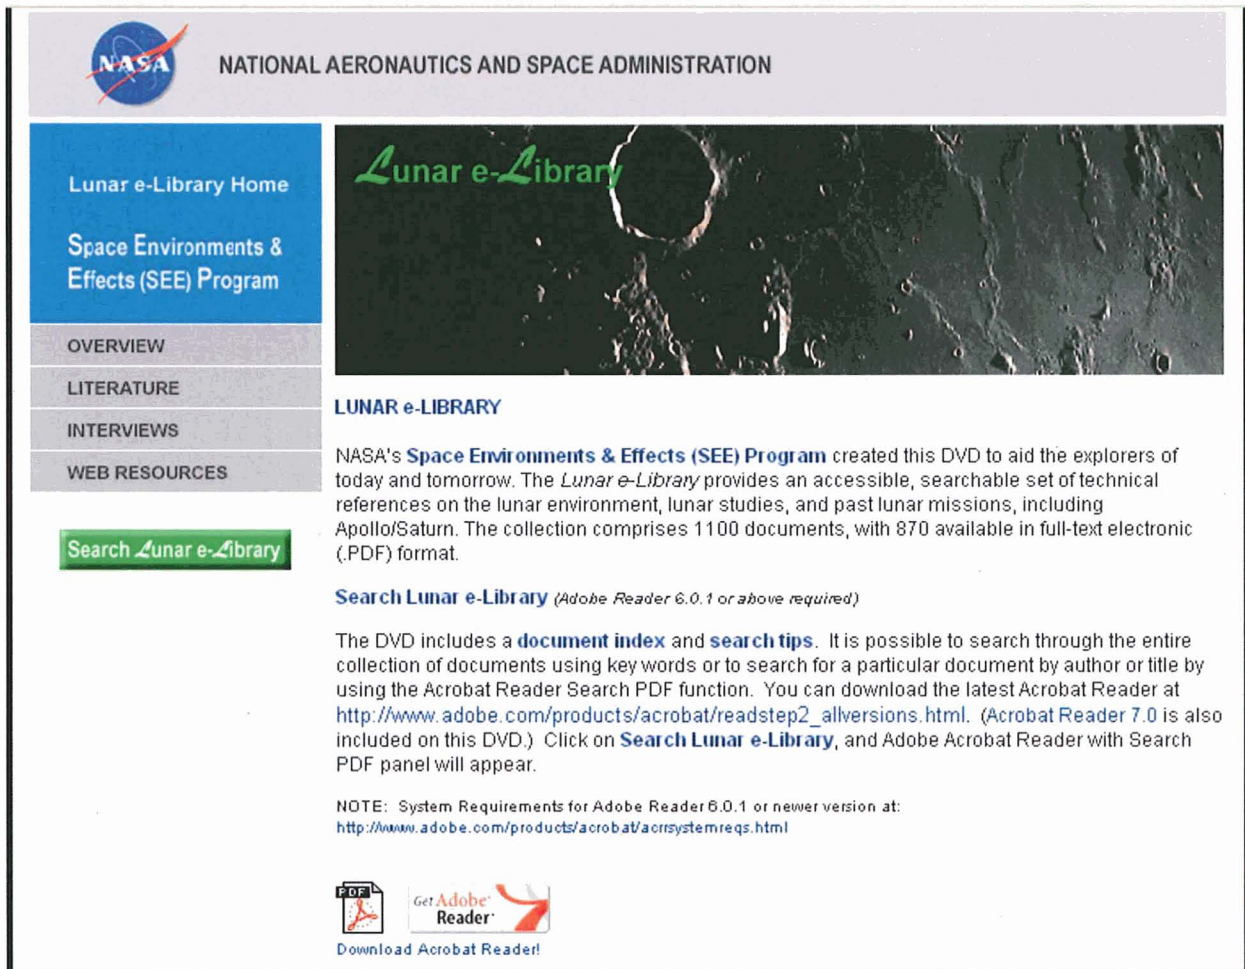 NASA
NATIONAL AERONAUTICS AND SPACE ADMINISTRATION
Lunar e-Library Home
Space Environments &
Effects (SEE) Program
OVERVIEW
LITERATURE
INTERVIEWS
WEB RESOURCES
Search Lunar e-Library
Lunar e-Library
LUNAR e-LIBRARY
NASA's Space Environments & Effects (SEE) Program created this DVD to aid the explorers of
today and tomorrow. The Lunar e-Library provides an accessible, searchable set of technical
references on the lunar environment, lunar studies, and past lunar missions, including
Apollo/Saturn. The collection comprises 1100 documents, with 870 available in full-text electronic
(.PDF) format.
Search Lunar e-Library (Adobe Reader 6.0.1 or above required)
The DVD includes a document index and search tips. It is possible to search through the entire
collection of documents using key words or to search for a particular document by author or title by
using the Acrobat Reader Search PDF function. You can download the latest Acrobat Reader at
http://www.adobe.com/products/acrobat/readstep2_allversions.html. (Acrobat Reader 7.0 is also
included on this DVD.) Click on Search Lunar e-Library, and Adobe Acrobat Reader with Search
PDF panel will appear.
NOTE: System Requirements for Adobe Reader 6.0.1 or newer version at:
http://www.adobe.com/products/acrobat/acrrsystemreqs.html
PDF
Get Adobe
Reader
Download Acrobat Reader!